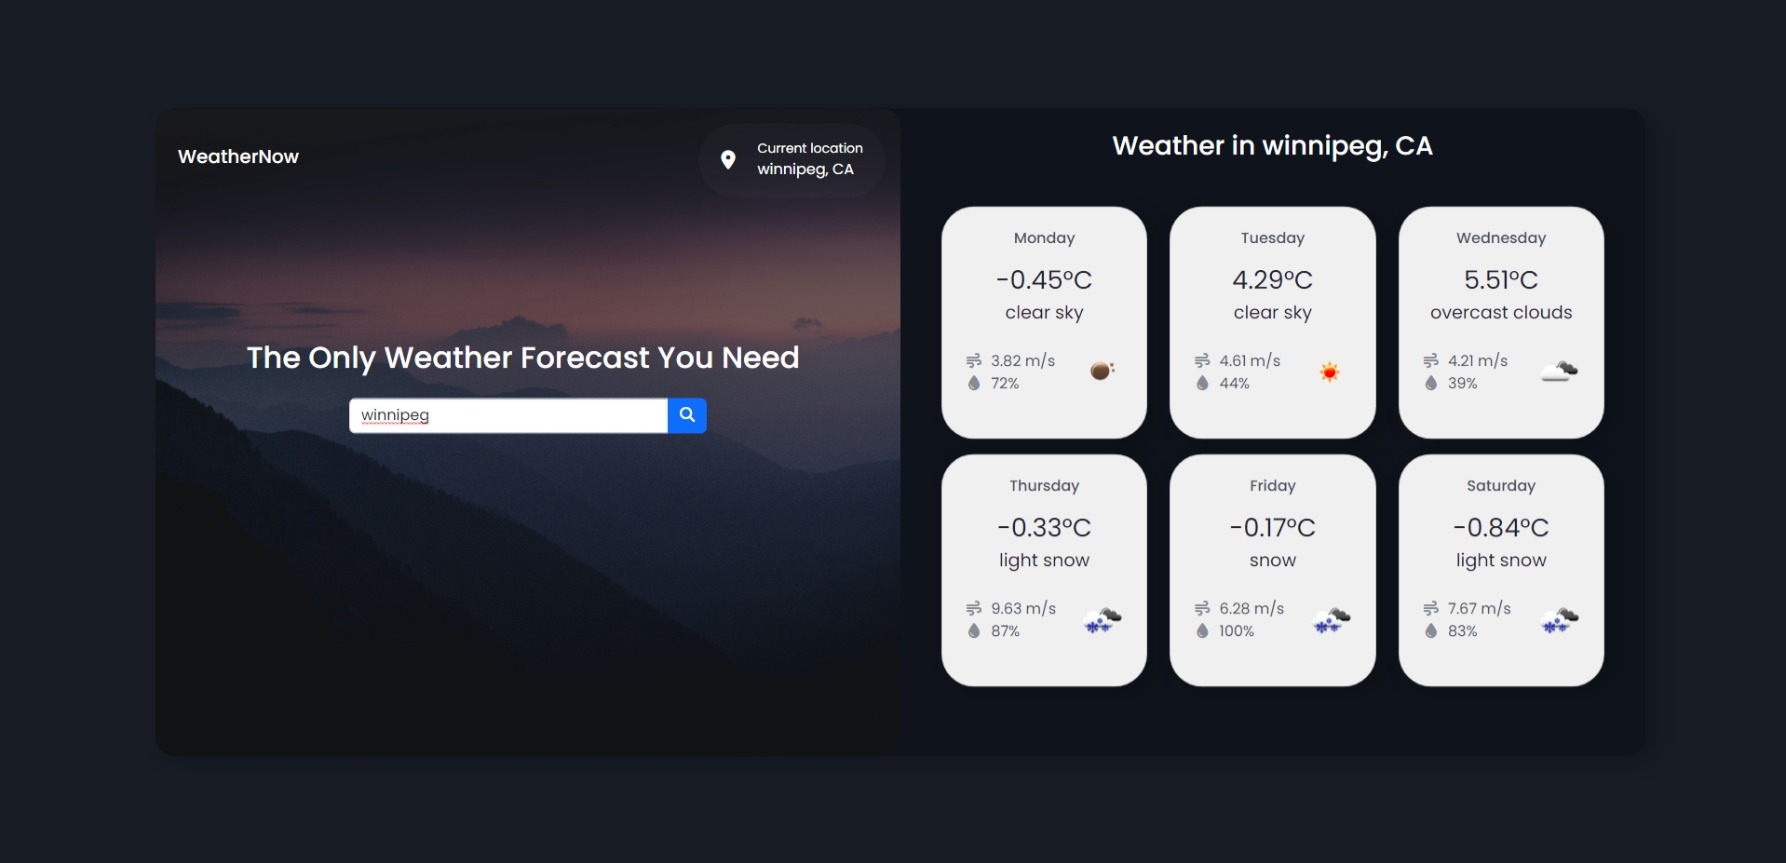 WeatherNow
Current location
winnipeg, CA
The Only Weather Forecast You Need
winnipeg
Weather in winnipeg, CA
Monday
-0.45°C
clear sky
3.82 m/s
72%
Tuesday
4.29°C
clear sky
4.61 m/s
44%
Wednesday
5.51°C
overcast clouds
4.21 m/s
39%
Thursday
-0.33°C
light snow
9.63 m/s
87%
Friday
-0.17°C
snow
6.28 m/s
100%
Saturday
-0.84°C
light snow
7.67 m/s
83%